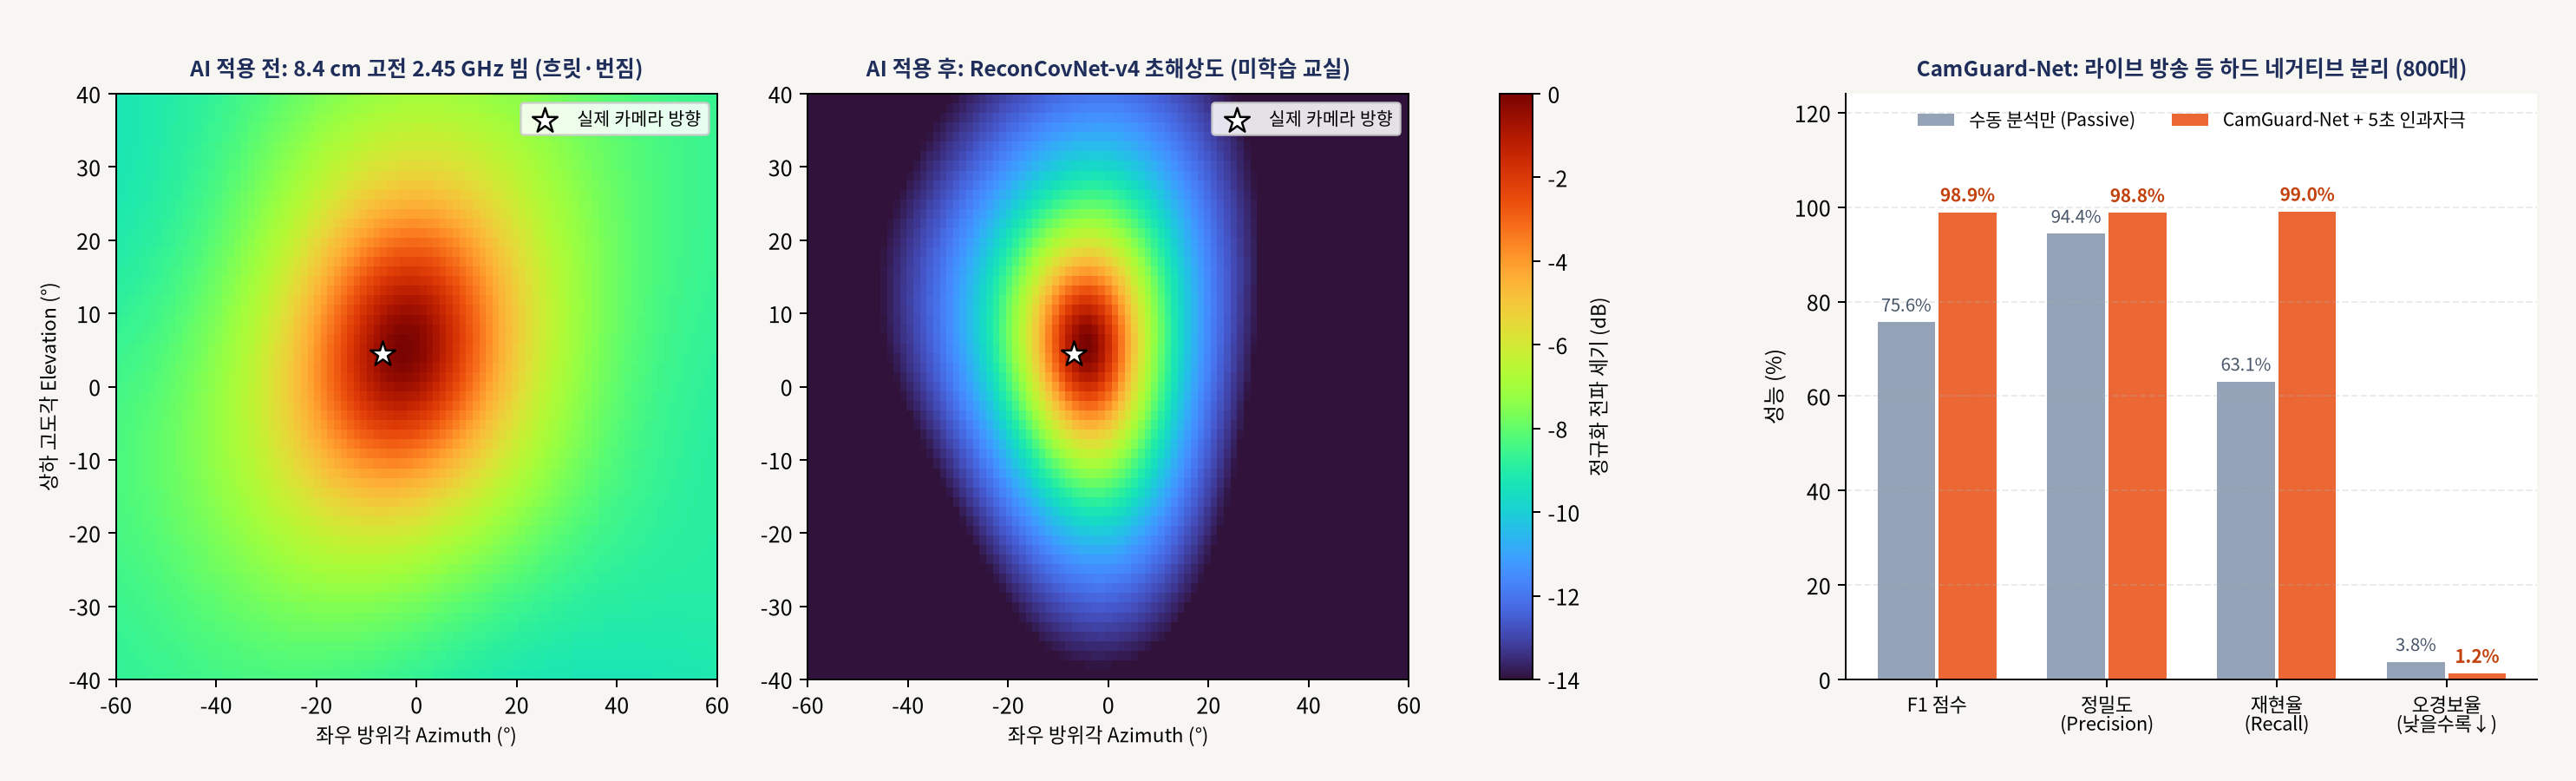 AI 적용 전: 8.4 cm 고전 2.45 GHz 빔 (흐릿·번짐)
실제 카메라 방향
상하 고도각 Elevation (°)
40
30
20
10
0
-10
-20
-30
-40
-60
-40
-20
0
20
40
60
좌우 방위각 Azimuth (°)
AI 적용 후: ReconCovNet-v4 초해상도 (미학습 교실)
실제 카메라 방향
40
30
20
10
0
-10
-20
-30
-40
-60
-40
-20
0
20
40
60
좌우 방위각 Azimuth (°)
0
-2
-4
-6
-8
-10
-12
-14
정규화 전파 세기 (dB)
CamGuard-Net: 라이브 방송 등 하드 네거티브 분리 (800대)
수동 분석만 (Passive)
CamGuard-Net + 5초 인과자극
성능 (%)
120
100
80
60
40
20
0
75.6%
98.9%
94.4%
98.8%
63.1%
99.0%
3.8%
1.2%
F1 점수
정밀도
(Precision)
재현율
(Recall)
오경보율
(낮을수록↓)